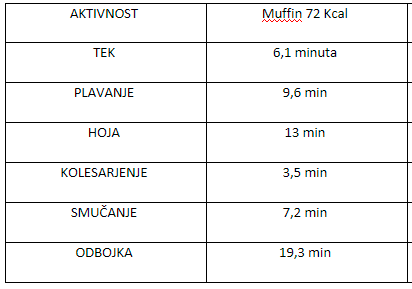 AKTIVNOST Muffin 72 Kcal
TEK 6,1 minuta
PLAVANJE 9,6 min
HOJA 13 min
KOLESARJENJE 3,5 min
SMUČANJE 7,2 min
ODBOJKA 19,3 min